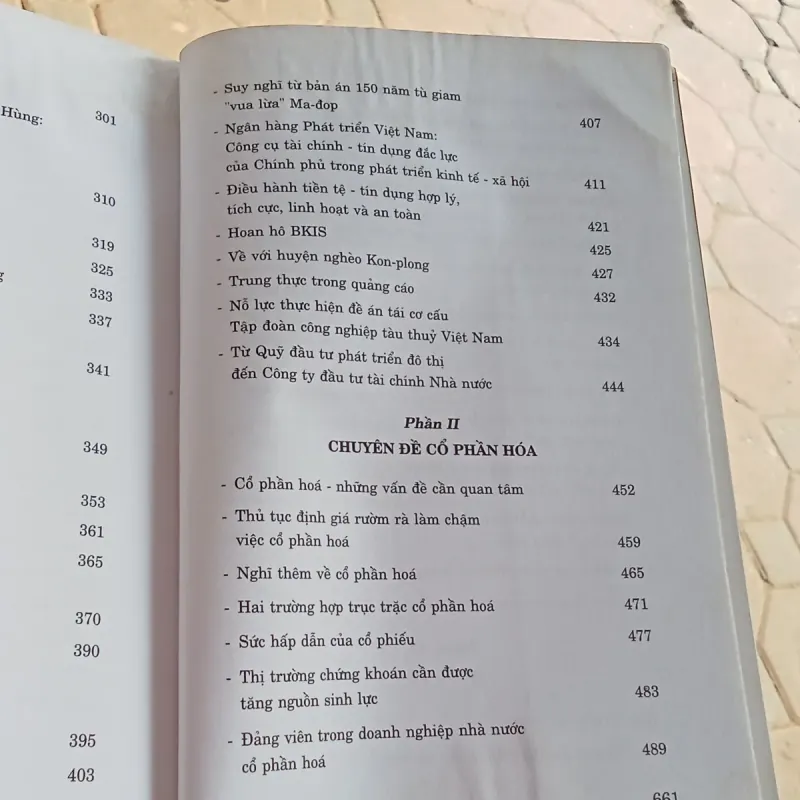 Hùng: 301
310
319
325
333
337
341
349
353
361
365
370
390
395
403
- Suy nghĩ từ bản án 150 năm tù giam
"vua lừa" Ma-đop 407
- Ngân hàng Phát triển Việt Nam:
Công cụ tài chính - tín dụng đắc lực
của Chính phủ trong phát triển kinh tế - xã hội 411
- Điều hành tiền tệ - tín dụng hợp lý,
tích cực, linh hoạt và an toàn 421
- Hoan hô BKIS 425
- Về với huyện nghèo Kon-plong 427
- Trung thực trong quảng cáo 432
- Nỗ lực thực hiện đề án tái cơ cấu
Tập đoàn công nghiệp tàu thuỷ Việt Nam 434
- Từ Quỹ đầu tư phát triển đô thị
đến Công ty đầu tư tài chinh Nhà nước 444
Phần II
CHUYÊN ĐỀ CỔ PHẦN HÓA
- Cổ phần hoá - những vấn đề cần quan tâm 452
- Thủ tục định giá rườm rà làm chậm
việc cổ phần hoá 459
- Nghĩ thêm về cổ phần hoá 465
- Hai trường hợp trục trặc cổ phần hoá 471
- Sức hấp dẫn của cổ phiếu 477
- Thị trường chứng khoán cần được
tăng nguồn sinh lực 483
- Đảng viên trong doanh nghiệp nhà nước
cổ phần hoá 489
661